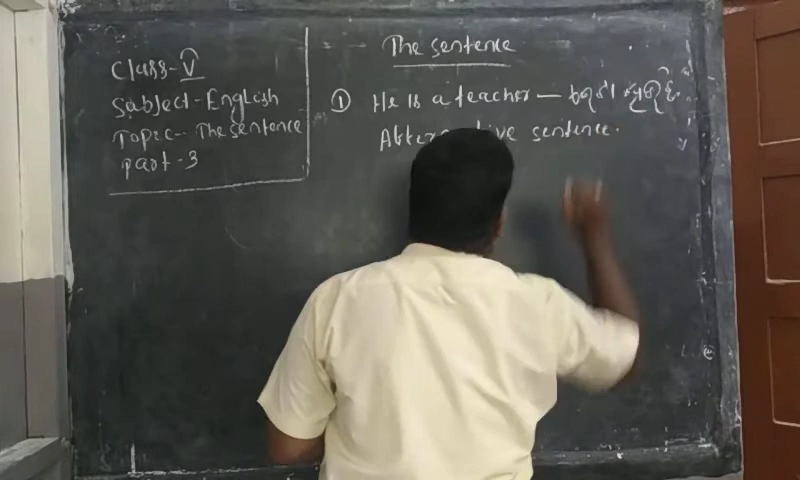 Class - V
Subject - English
Topic - The sentence
Part - 3
The sentence
① He is a teacher —
sentence.